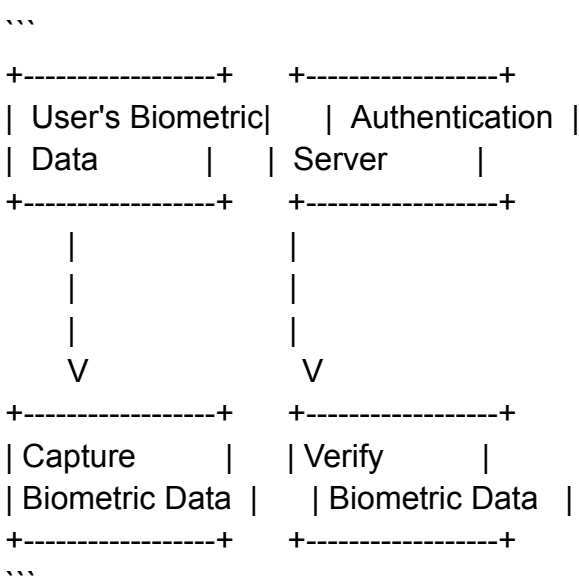 ```
+------------------+ +------------------+
| User's Biometric| | Authentication |
| Data | | Server |
+------------------+ +------------------+
| |
| |
| |
V V
+------------------+ +------------------+
| Capture | | Verify |
| Biometric Data | | Biometric Data |
+------------------+ +------------------+
```